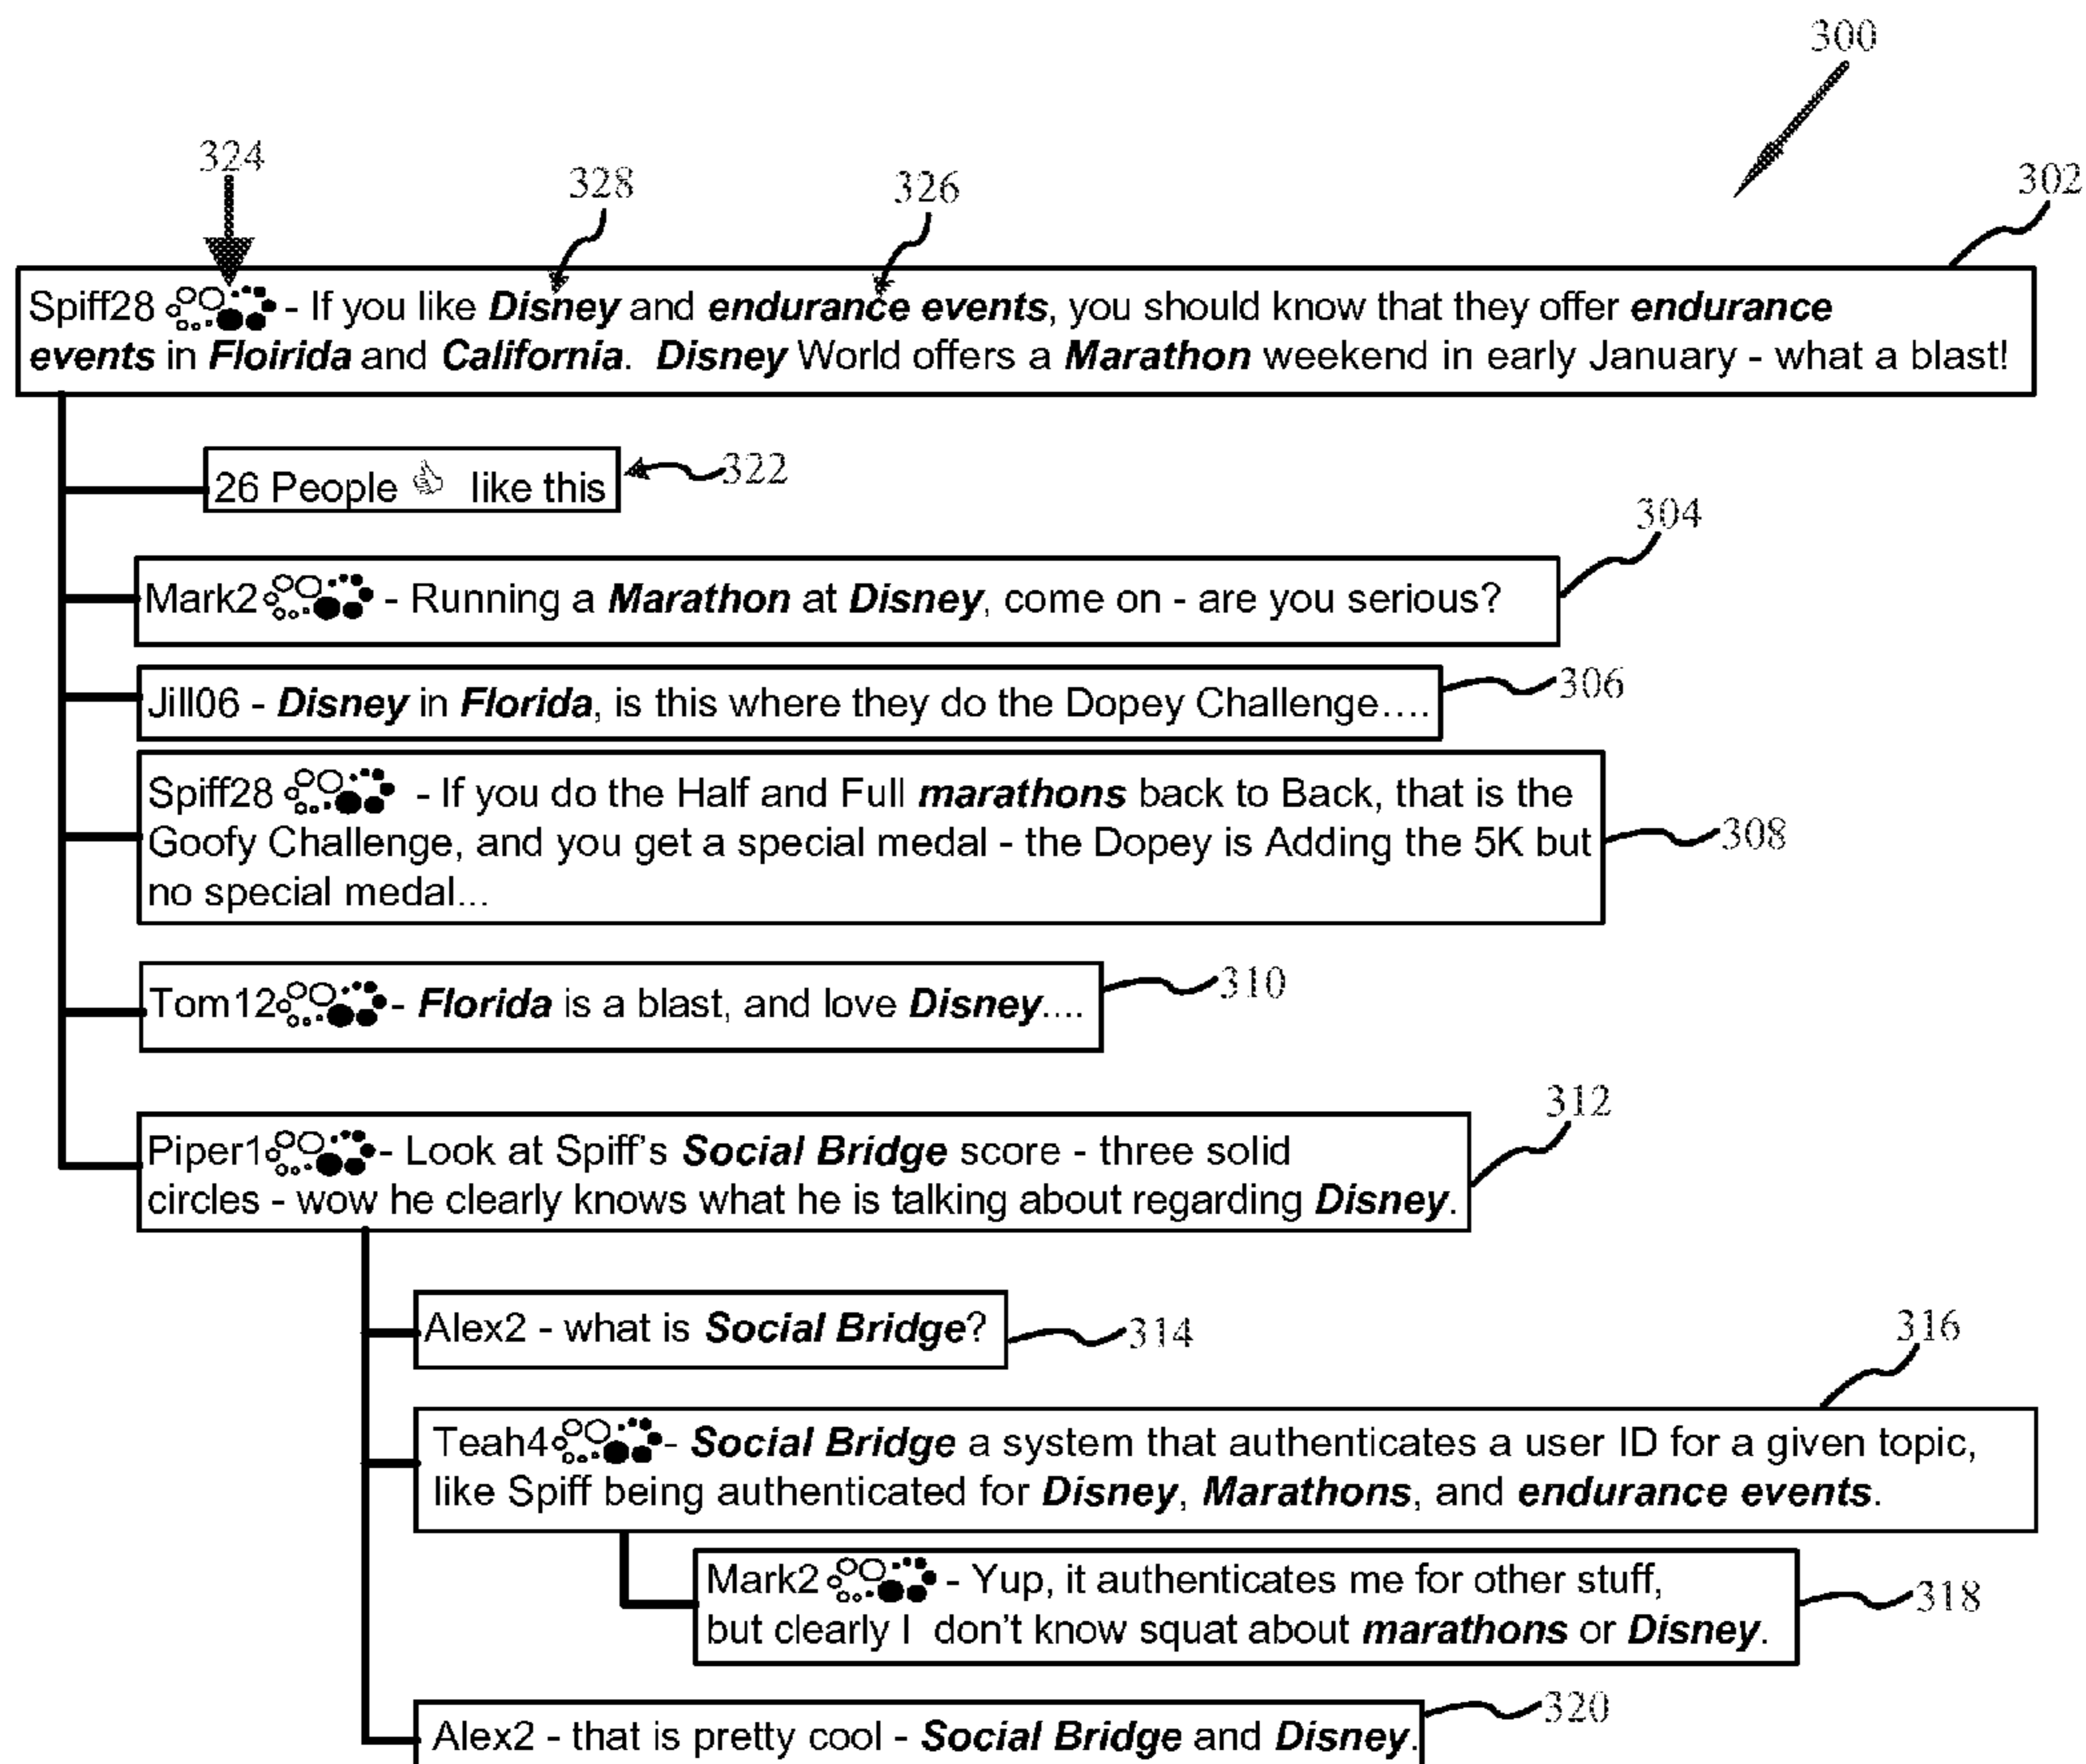 300
324
328
326
302
Spiff28 - If you like Disney and endurance events, you should know that they offer endurance
events in Floirida and California. Disney World offers a Marathon weekend in early January - what a blast!
26 People like this
322
304
Mark2 - Running a Marathon at Disney, come on - are you serious?
Jill06 - Disney in Florida, is this where they do the Dopey Challenge....
306
Spiff28 - If you do the Half and Full marathons back to Back, that is the
Goofy Challenge, and you get a special medal - the Dopey is Adding the 5K but
no special medal...
308
Tom12 - Florida is a blast, and love Disney....
310
312
Piper1 - Look at Spiff's Social Bridge score - three solid
circles - wow he clearly knows what he is talking about regarding Disney.
Alex2 - what is Social Bridge?
314
316
Teah4 - Social Bridge a system that authenticates a user ID for a given topic,
like Spiff being authenticated for Disney, Marathons, and endurance events.
Mark2 - Yup, it authenticates me for other stuff,
but clearly I don't know squat about marathons or Disney.
318
Alex2 - that is pretty cool - Social Bridge and Disney.
320